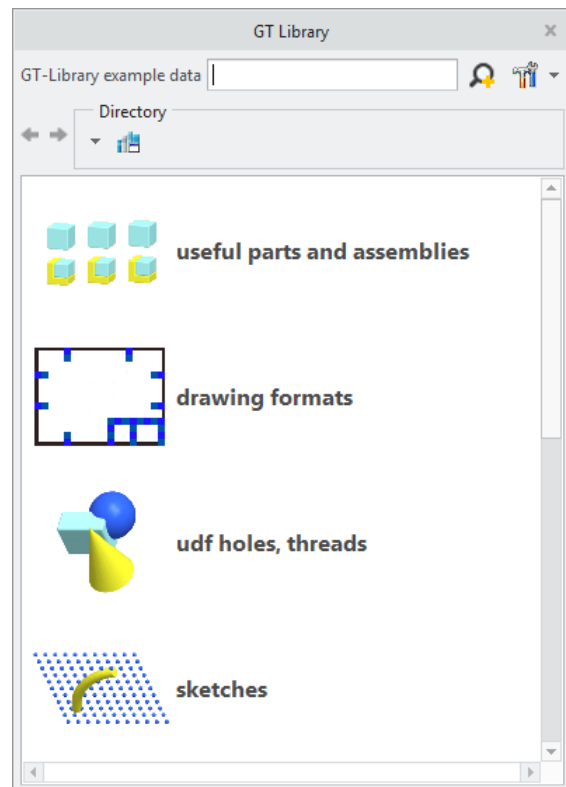 GT Library
GT-Library example data
Directory
useful parts and assemblies
drawing formats
udf holes, threads
sketches